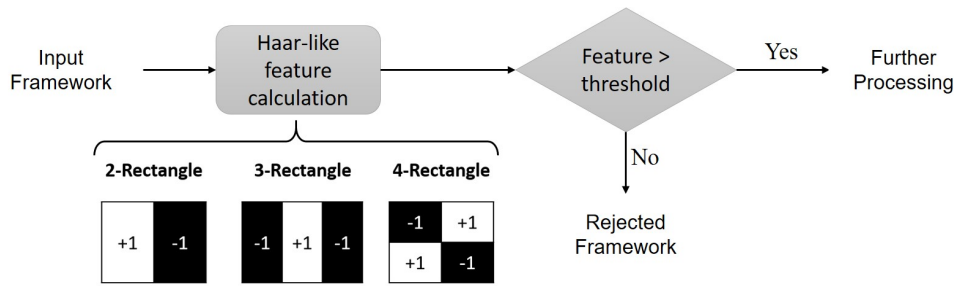 Input
Framework
Haar-like
feature
calculation
Feature >
threshold
Yes
Further
Processing
No
Rejected
Framework
2-Rectangle
3-Rectangle
4-Rectangle
+1 -1
-1 +1 -1
-1 +1
+1 -1